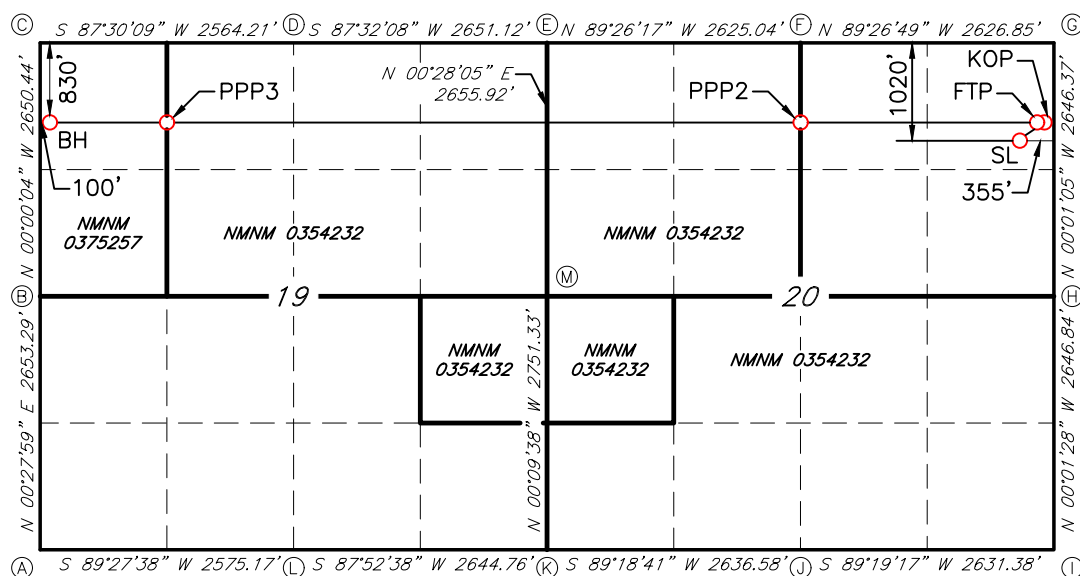 C S 87°30'09" W 2564.21' D S 87°32'08" W 2651.12' E N 89°26'17" W 2625.04' F N 89°26'49" W 2626.85' G
N 00°00'04" W 2650.44'
830'
N 00°28'05" E
2655.92'
1020'
KOP
N 00°01'05" W 2646.37'
PPP3
PPP2
FTP
BH
SL
100'
355'
NMNM
0375257
NMNM 0354232
NMNM 0354232
M
B
19
20
H
N 00°27'59" E 2653.29'
NMNM
0354232
N 00°09'38" W 2751.33'
NMNM
0354232
NMNM 0354232
N 00°01'28" W 2646.84'
A S 89°27'38" W 2575.17' L S 87°52'38" W 2644.76' K S 89°18'41" W 2636.58' J S 89°19'17" W 2631.38' I